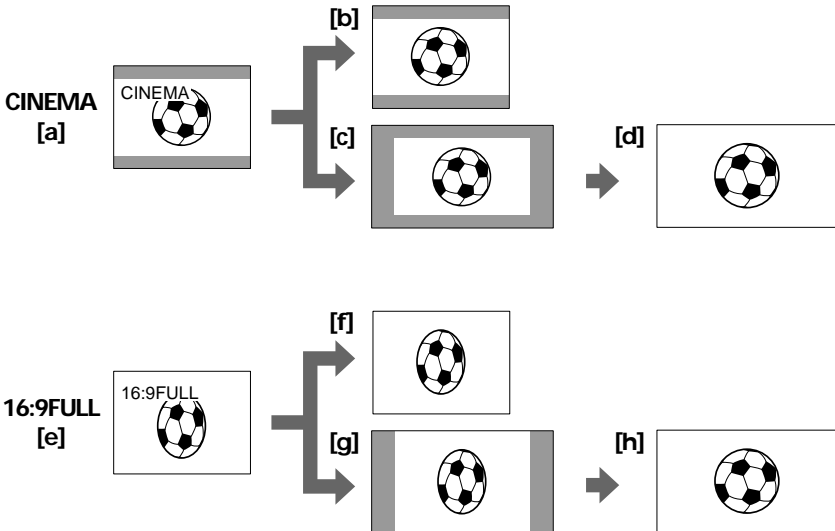 [b]
CINEMA
CINEMA
[a]
[c]
[d]
[f]
16:9FULL
16:9FULL
[e]
[g]
[h]